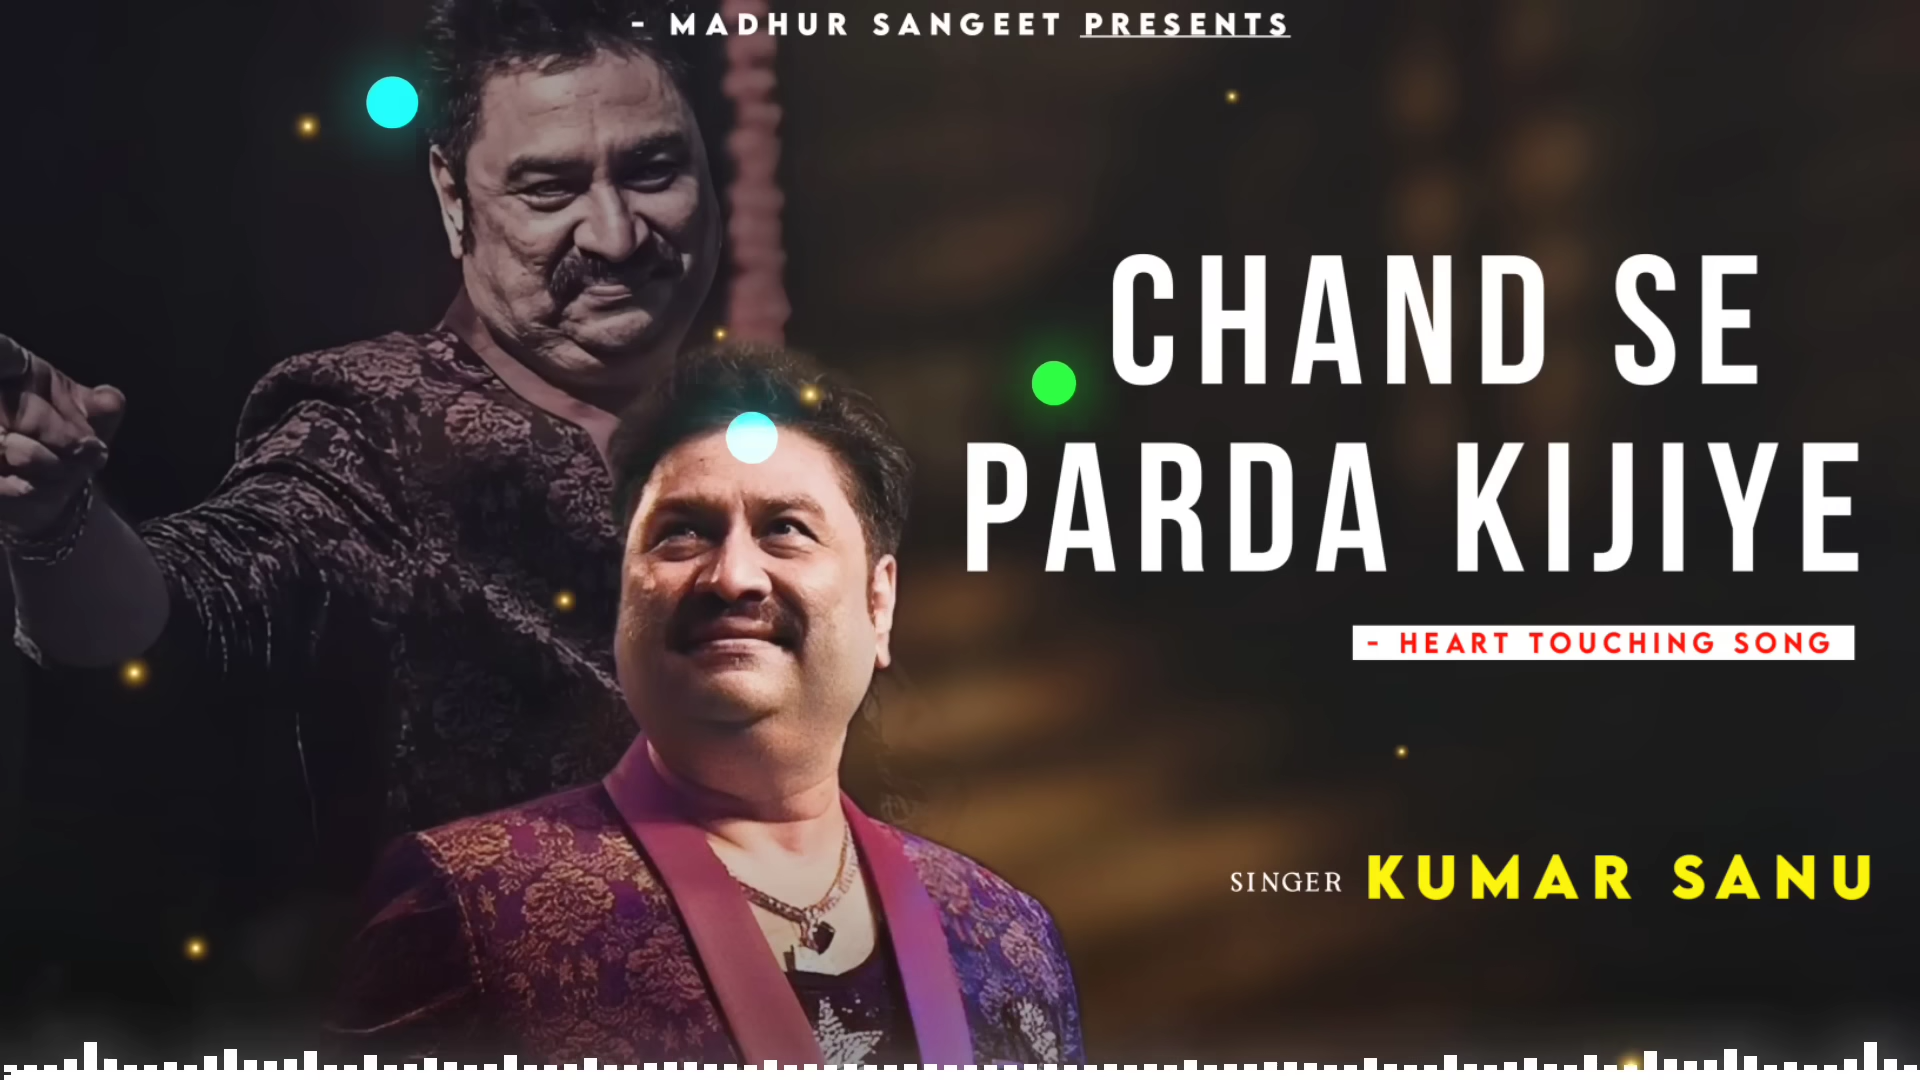 - MADHUR SANGEET PRESENTS
CHAND SE
PARDA KIJIYE
- HEART TOUCHING SONG
SINGER KUMAR SANU